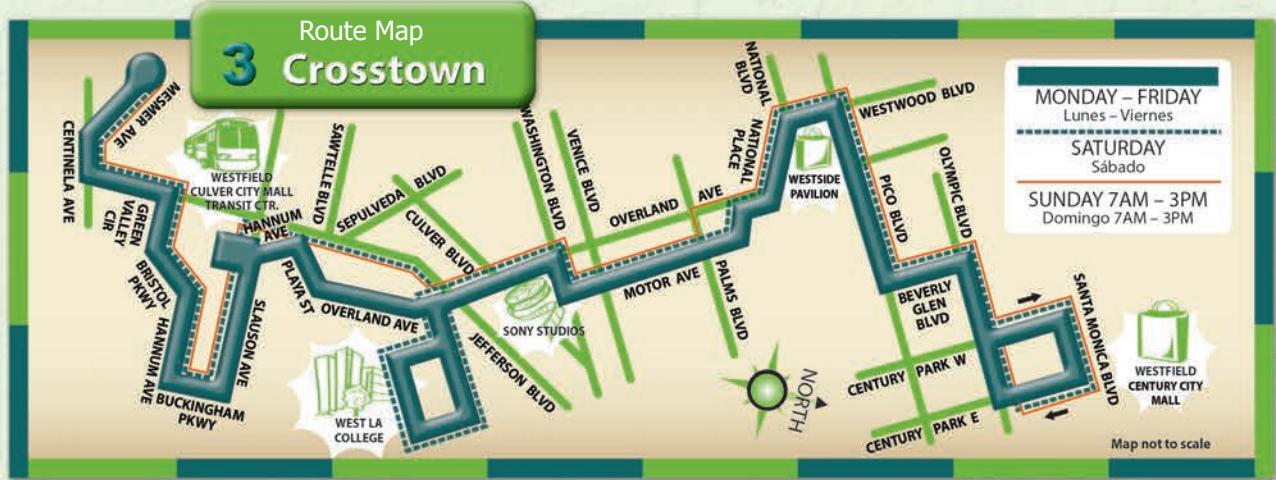 Route Map
3 Crosstown
MESMER AVE
CENTINELA AVE
WESTFIELD
CULVER CITY MALL
TRANSIT CTR.
GREEN
VALLEY
CIR
BRISTOL
PKWY
HANNUM AVE
BUCKINGHAM
PKWY
SLAUSON AVE
HANNUM
AVE
PLAYA ST
SAWTELLE BLVD
SEPULVEDA BLVD
CULVER BLVD
OVERLAND AVE
WEST LA
COLLEGE
JEFFERSON BLVD
SONY STUDIOS
WASHINGTON BLVD
VENICE BLVD
OVERLAND AVE
MOTOR AVE
PALMS BLVD
NATIONAL
PLACE
NATIONAL
BLVD
WESTSIDE
PAVILION
WESTWOOD BLVD
PICO BLVD
OLYMPIC BLVD
BEVERLY
GLEN
BLVD
CENTURY PARK W
CENTURY PARK E
SANTA MONICA BLVD
WESTFIELD
CENTURY CITY
MALL
NORTH
Map not to scale
MONDAY – FRIDAY
Lunes – Viernes
SATURDAY
Sábado
SUNDAY 7AM – 3PM
Domingo 7AM – 3PM